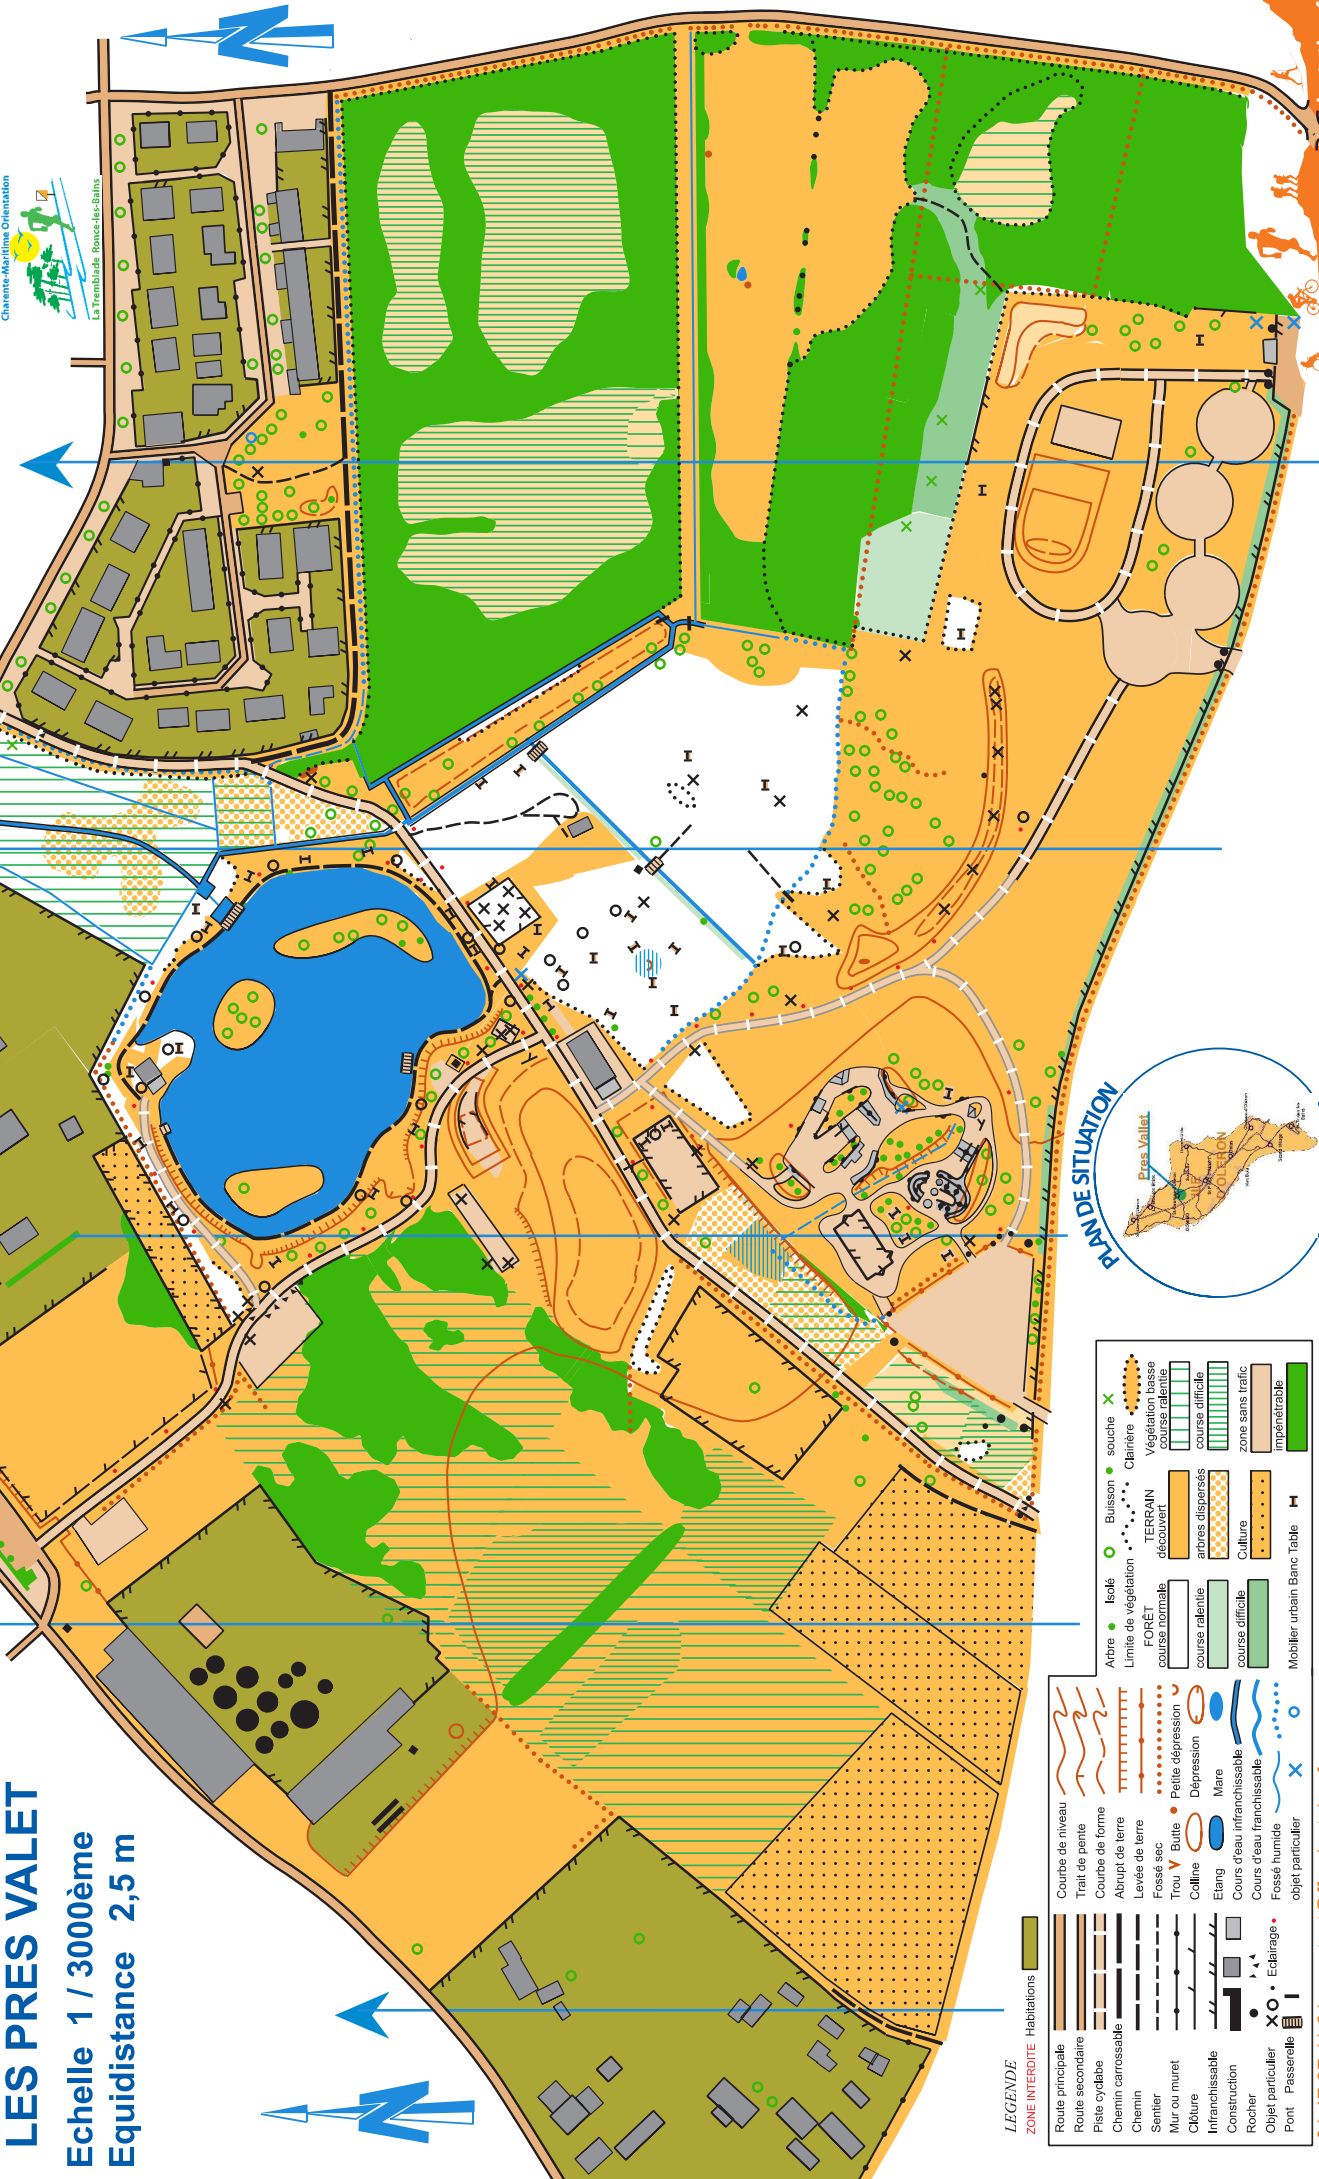 LES PRES VALET
Echelle 1 / 3000ème
Equidistance 2,5 m
Charente-Maritime Orientation
La Tremblade Ronce-les-Bains
N
N
PLAN DE SITUATION
Pres Vallet
ILE D'OLERON
LEGENDE
ZONE INTERDITE Habitations
Route principale
Route secondaire
Piste cyclabe
Chemin carrossable
Chemin
Sentier
Mur ou muret
Clôture
Infranchissable
Construction
Rocher
Objet particulier
Eclairage
Pont Passerelle
Courbe de niveau
Trait de pente
Courbe de forme
Abrupt de terre
Levée de terre
Fossé sec
Trou Butte Petite dépression
Colline Dépression
Etang Mare
Cours d'eau infranchissable
Cours d'eau franchissable
Fossé humide
objet particulier
Arbre Isolé Buisson souche
Limite de végétation Clairière
FORÊT
course normale
course ralentie
course difficile
TERRAIN
découvert
arbres dispersés
Culture
Végétation basse
course ralentie
course difficile
zone sans trafic
impénétrable
Mobilier urbain Banc Table